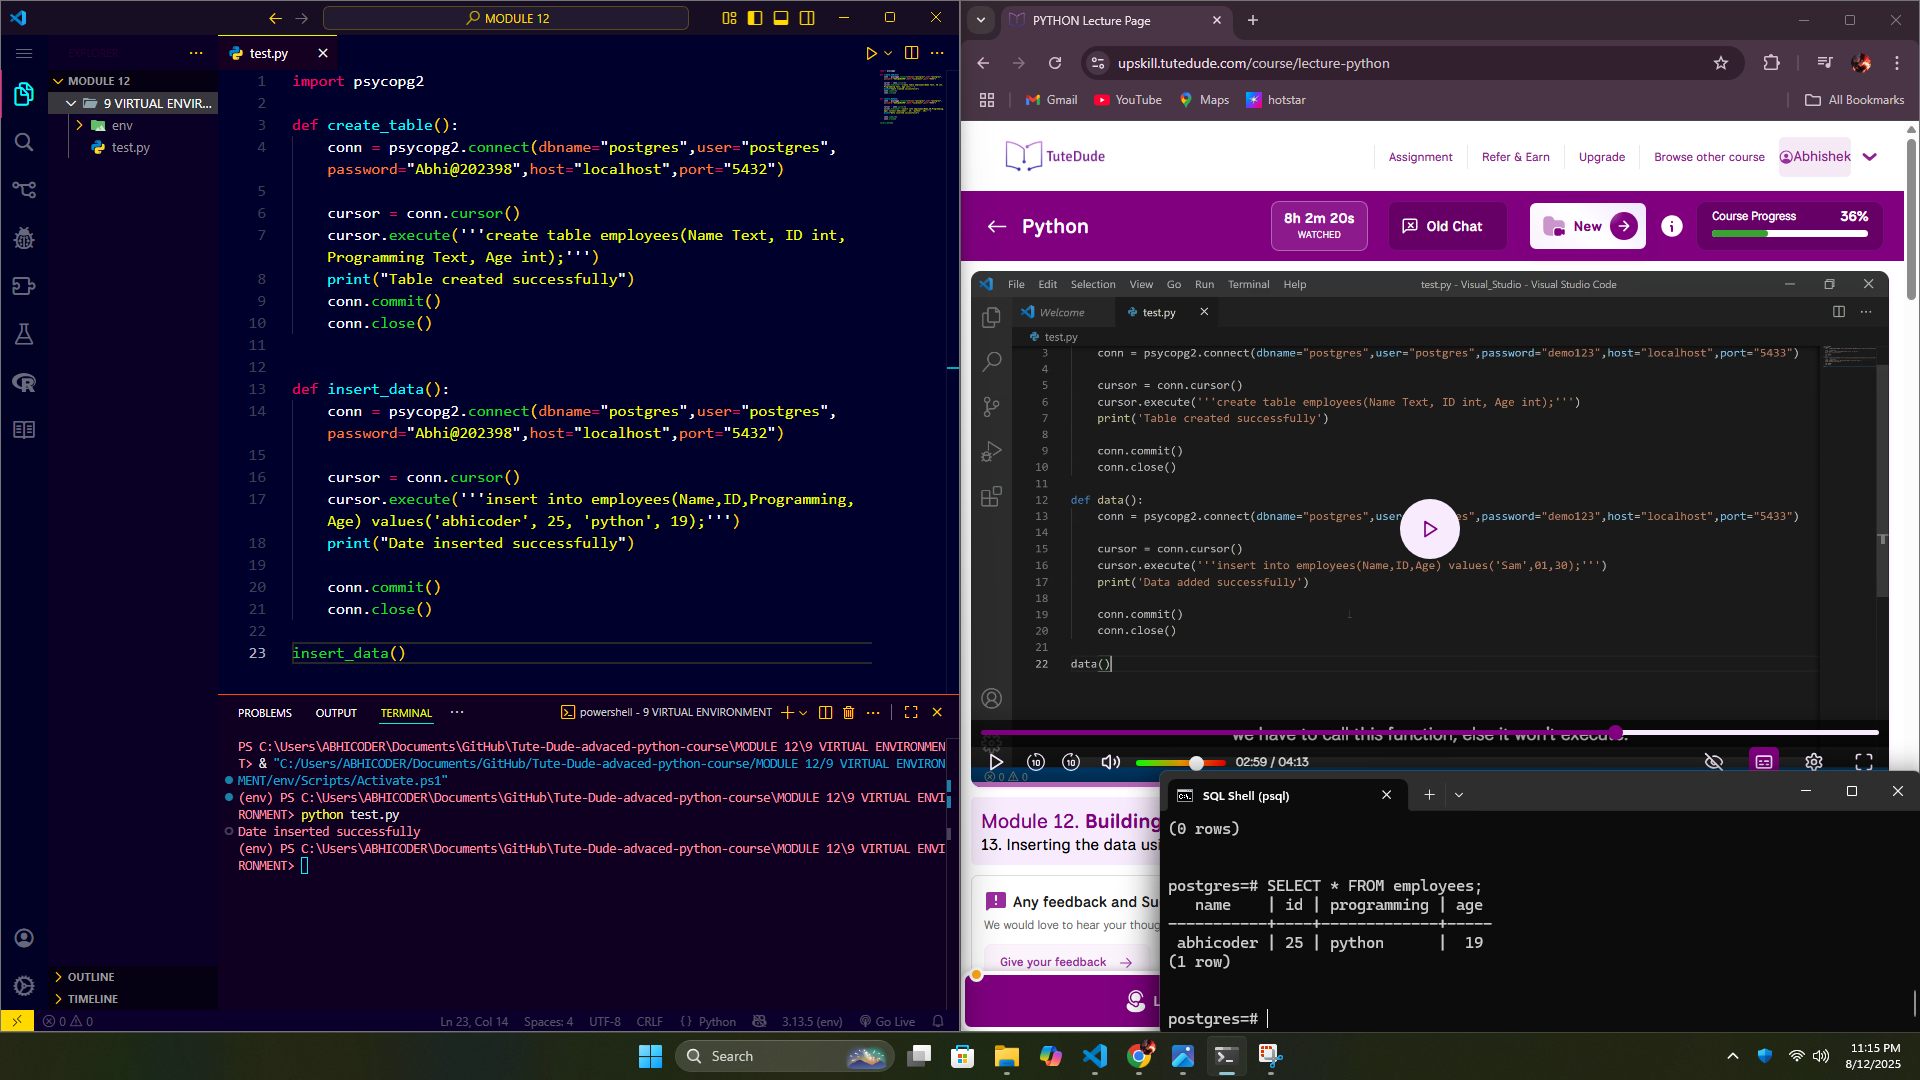 MODULE 12
EXPLORER
MODULE 12
9 VIRTUAL ENVIR...
env
test.py
test.py
1 import psycopg2
2
3 def create_table():
4 conn = psycopg2.connect(dbname="postgres",user="postgres",
password="Abhi@202398",host="localhost",port="5432")
5
6 cursor = conn.cursor()
7 cursor.execute('''create table employees(Name Text, ID int,
Programming Text, Age int);''')
8 print("Table created successfully")
9 conn.commit()
10 conn.close()
11
12
13 def insert_data():
14 conn = psycopg2.connect(dbname="postgres",user="postgres",
password="Abhi@202398",host="localhost",port="5432")
15
16 cursor = conn.cursor()
17 cursor.execute('''insert into employees(Name,ID,Programming,
Age) values('abhicoder', 25, 'python', 19);''')
18 print("Date inserted successfully")
19
20 conn.commit()
21 conn.close()
22
23 insert_data()
PROBLEMS OUTPUT TERMINAL
powershell - 9 VIRTUAL ENVIRONMENT
PS C:\Users\ABHICODER\Documents\GitHub\Tute-Dude-advaced-python-course\MODULE 12\9 VIRTUAL ENVIRONMEN
T> & "C:/Users/ABHICODER/Documents/GitHub/Tute-Dude-advaced-python-course/MODULE 12/9 VIRTUAL ENVIRON
MENT/env/Scripts/Activate.ps1"
(env) PS C:\Users\ABHICODER\Documents\GitHub\Tute-Dude-advaced-python-course\MODULE 12\9 VIRTUAL ENVI
RONMENT> python test.py
Date inserted successfully
(env) PS C:\Users\ABHICODER\Documents\GitHub\Tute-Dude-advaced-python-course\MODULE 12\9 VIRTUAL ENVI
RONMENT>
OUTLINE
TIMELINE
0 0
Ln 23, Col 14 Spaces: 4 UTF-8 CRLF {} Python 3.13.5 (env) Go Live
PYTHON Lecture Page
upskill.tutedude.com/course/lecture-python
Gmail YouTube Maps hotstar All Bookmarks
TuteDude
Assignment Refer & Earn Upgrade Browse other course Abhishek
Python
8h 2m 20s
WATCHED
Old Chat
New
Course Progress 36%
File Edit Selection View Go Run Terminal Help
test.py - Visual_Studio - Visual Studio Code
Welcome
test.py
test.py
3 conn = psycopg2.connect(dbname="postgres",user="postgres",password="demo123",host="localhost",port="5433")
4
5 cursor = conn.cursor()
6 cursor.execute('''create table employees(Name Text, ID int, Age int);''')
7 print('Table created successfully')
8
9 conn.commit()
10 conn.close()
11
12 def data():
13 conn = psycopg2.connect(dbname="postgres",user= es",password="demo123",host="localhost",port="5433")
14
15 cursor = conn.cursor()
16 cursor.execute('''insert into employees(Name,ID,Age) values('Sam',01,30);''')
17 print('Data added successfully')
18
19 conn.commit()
20 conn.close()
21
22 data()
we have to call this function, else it won't execute.
10 10
02:59 / 04:13
0 0
Module 12. Building
13. Inserting the data usi
Any feedback and Su
We would love to hear your thoug
Give your feedback
L
SQL Shell (psql)
(0 rows)
postgres=# SELECT * FROM employees;
name | id | programming | age
-----------+----+-------------+-----
abhicoder | 25 | python | 19
(1 row)
postgres=#
Search
11:15 PM
8/12/2025